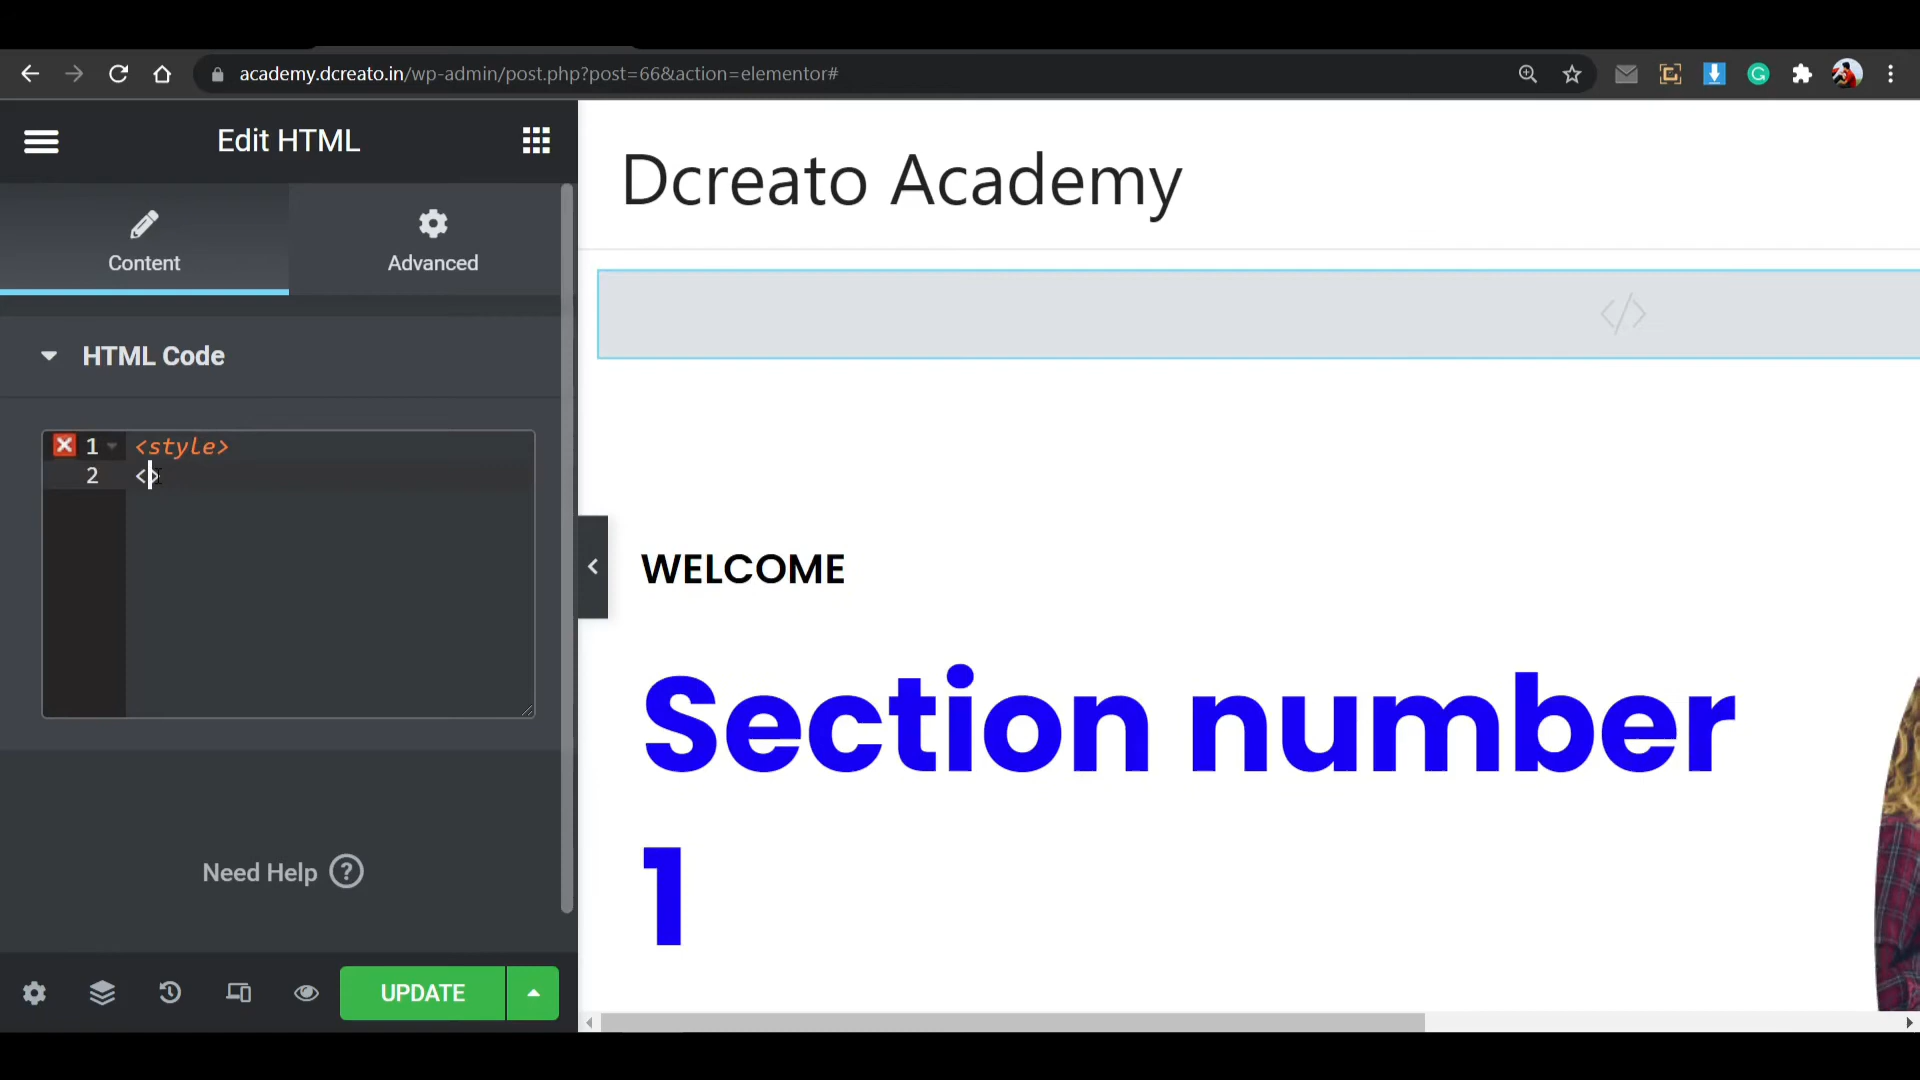 academy.dcreato.in/wp-admin/post.php?post=66&action=elementor#
Edit HTML
Content
Advanced
HTML Code
1 <style>
2 <>
Need Help ?
UPDATE
Dcreato Academy
</>
WELCOME
Section number
1